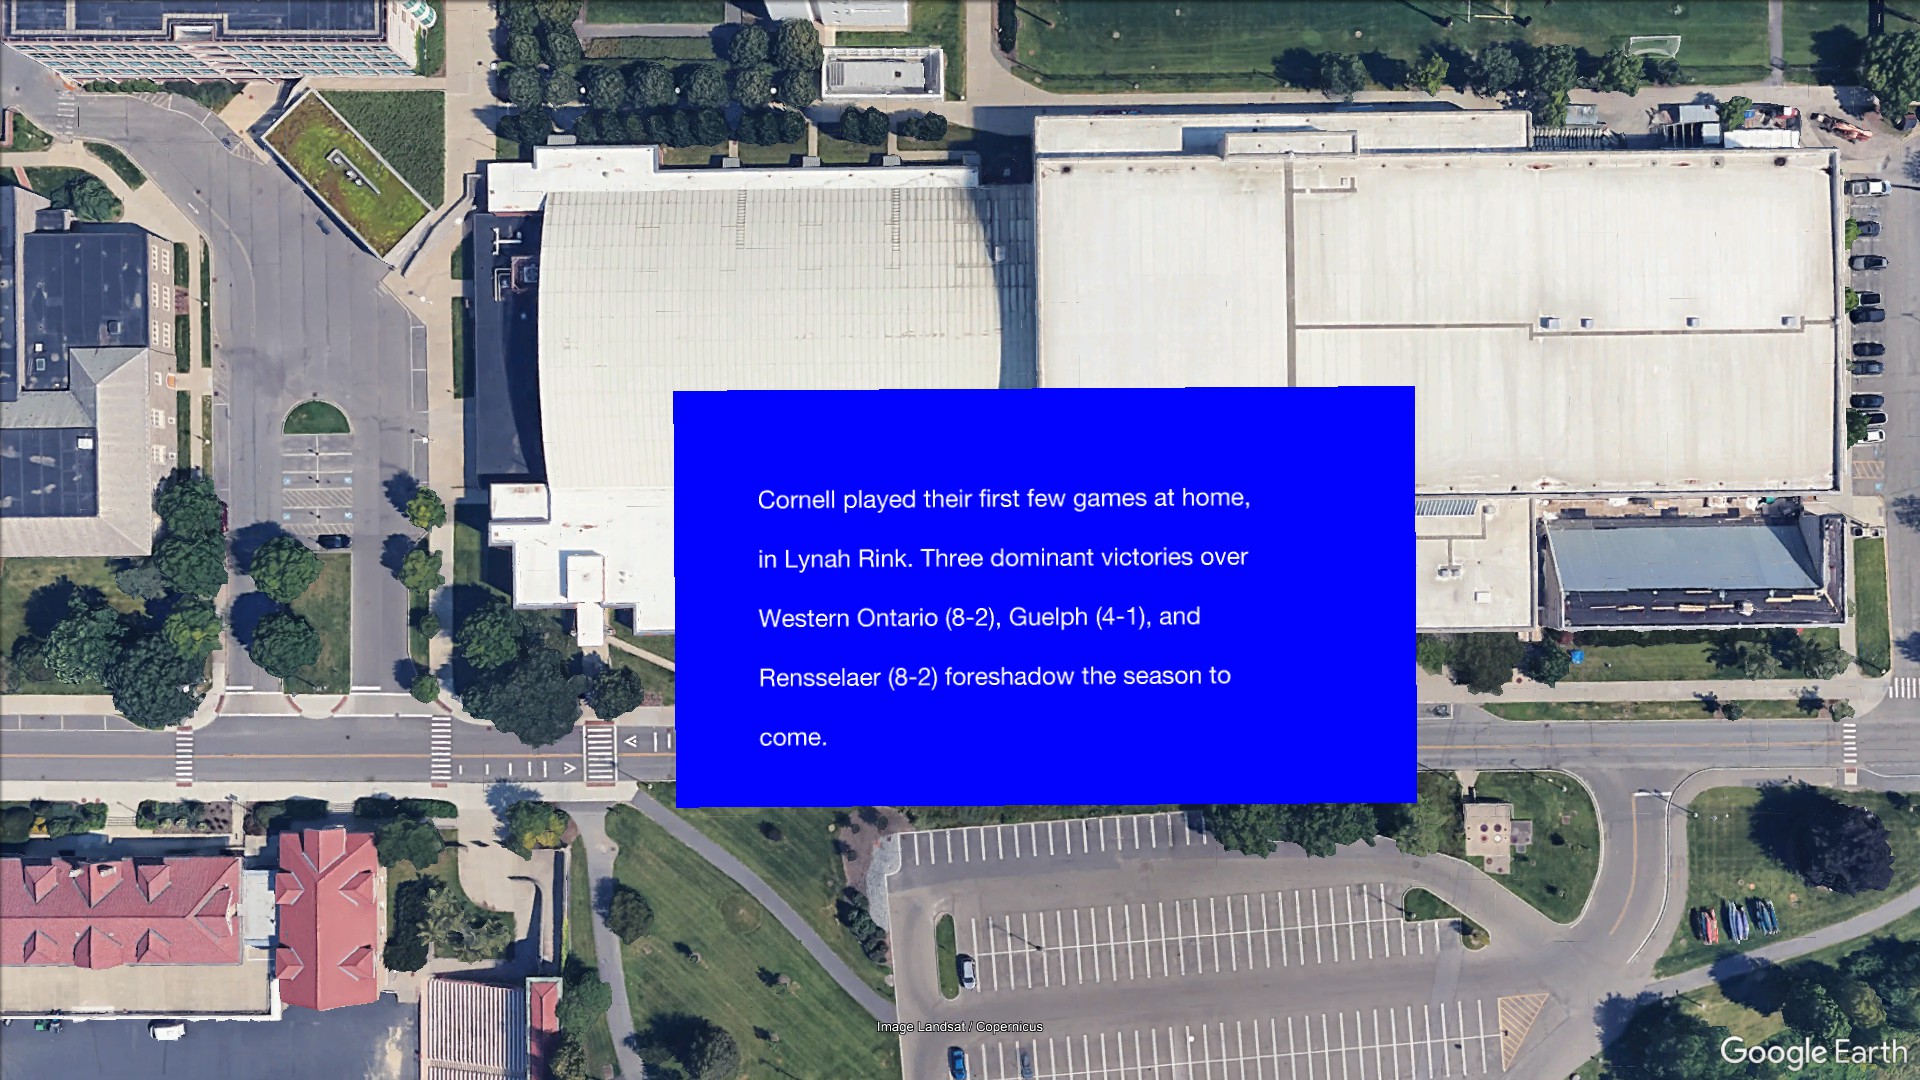 Cornell played their first few games at home,
in Lynah Rink. Three dominant victories over
Western Ontario (8-2), Guelph (4-1), and
Rensselaer (8-2) foreshadow the season to
come.
Image Landsat / Copernicus
Google Earth